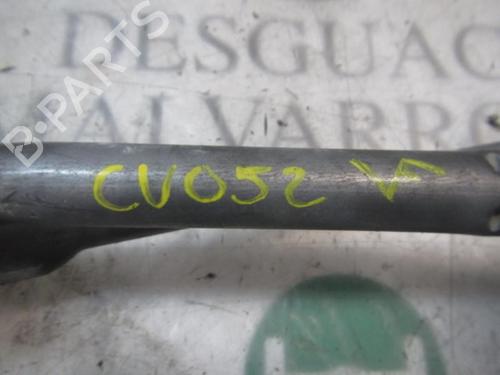 DESGUAC
ALVARRO
B-PARTS
CV052 V